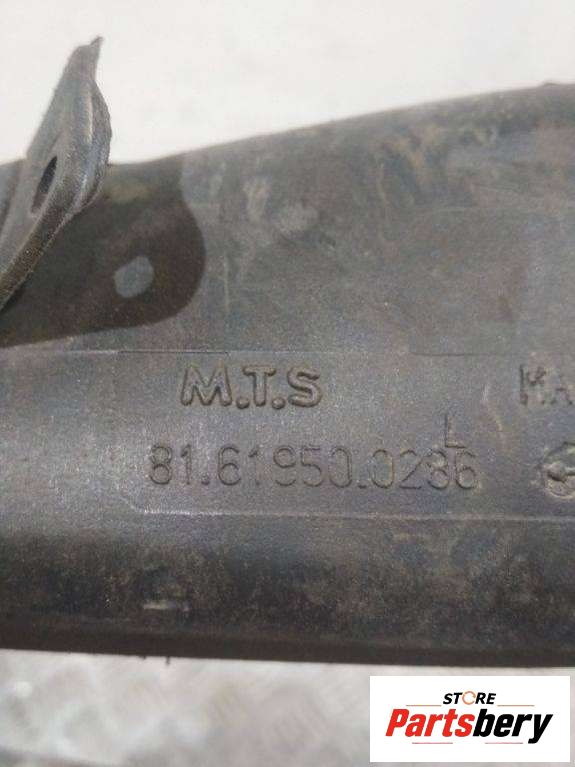 M.T.S
L
81.61950.0286
STORE
Partsbery